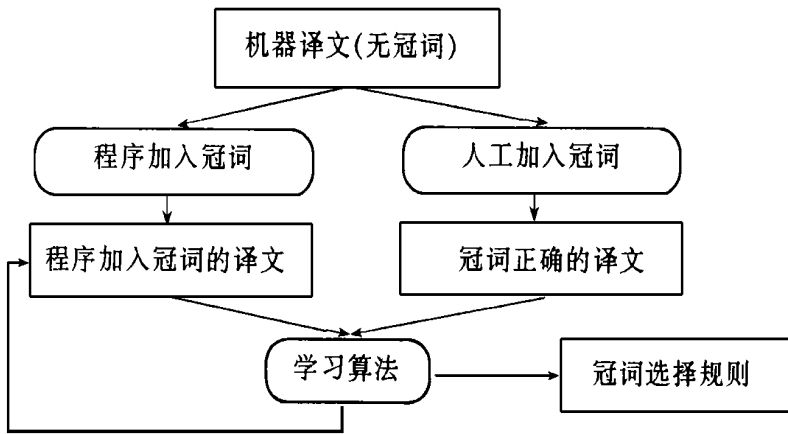 机器译文(无冠词)
程序加入冠词
人工加入冠词
程序加入冠词的译文
冠词正确的译文
学习算法
冠词选择规则